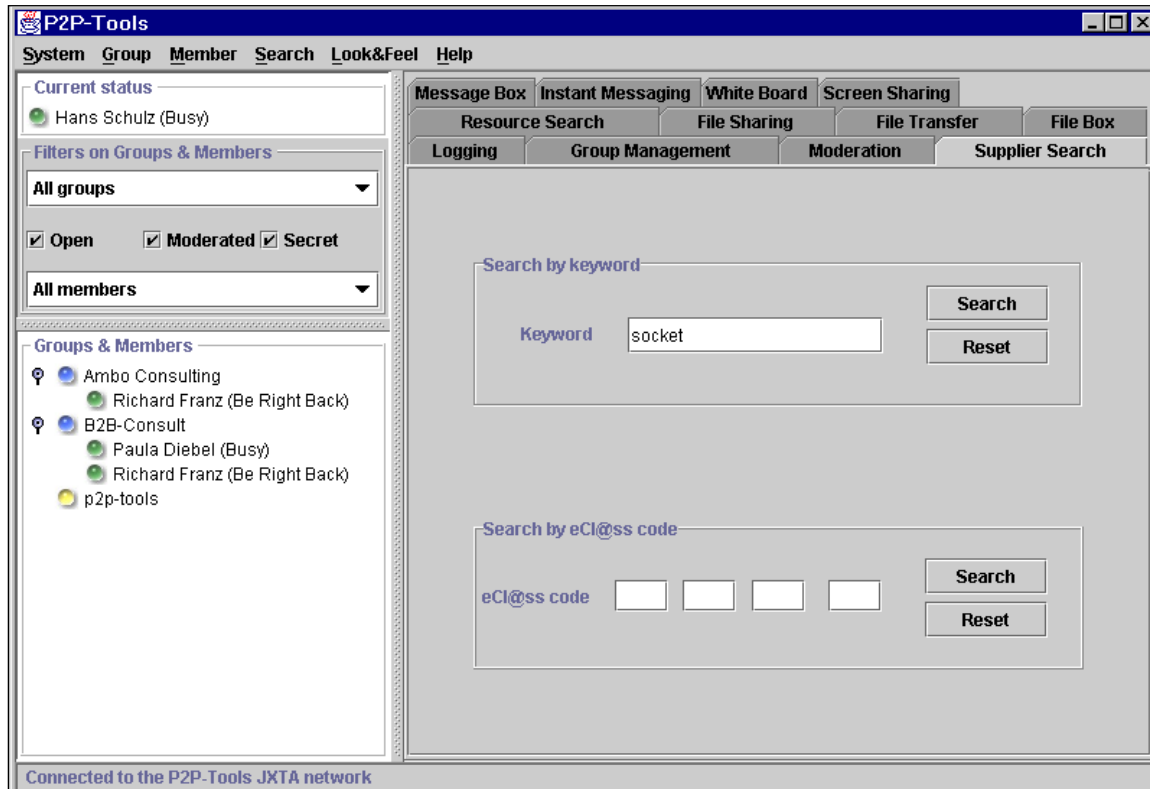 P2P-Tools
System Group Member Search Look&Feel Help
Current status
Hans Schulz (Busy)
Filters on Groups & Members
All groups
Open Moderated Secret
All members
Groups & Members
Ambo Consulting
Richard Franz (Be Right Back)
B2B-Consult
Paula Diebel (Busy)
Richard Franz (Be Right Back)
p2p-tools
Message Box Instant Messaging White Board Screen Sharing
Resource Search File Sharing File Transfer File Box
Logging Group Management Moderation Supplier Search
Search by keyword
Keyword socket
Search
Reset
Search by eCl@ss code
eCl@ss code
Search
Reset
Connected to the P2P-Tools JXTA network